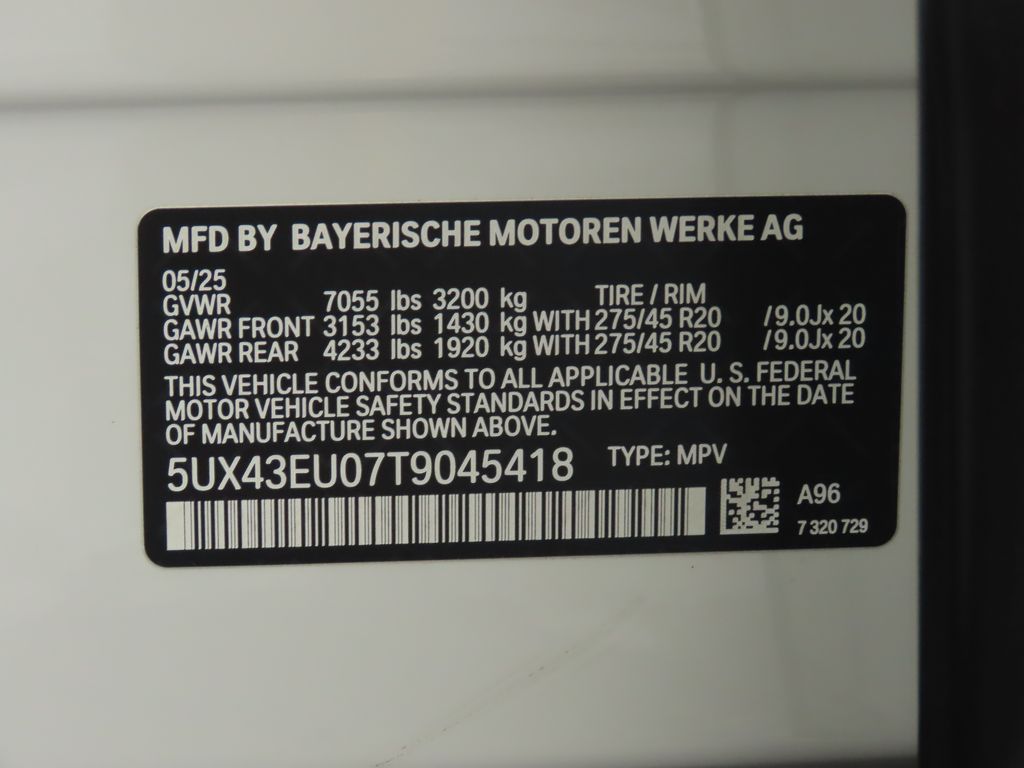 MFD BY BAYERISCHE MOTOREN WERKE AG
05/25
GVWR 7055 lbs 3200 kg TIRE / RIM
GAWR FRONT 3153 lbs 1430 kg WITH 275/45 R20 /9.0Jx 20
GAWR REAR 4233 lbs 1920 kg WITH 275/45 R20 /9.0Jx 20
THIS VEHICLE CONFORMS TO ALL APPLICABLE U. S. FEDERAL
MOTOR VEHICLE SAFETY STANDARDS IN EFFECT ON THE DATE
OF MANUFACTURE SHOWN ABOVE.
5UX43EU07T9045418 TYPE: MPV
A96
7 320 729